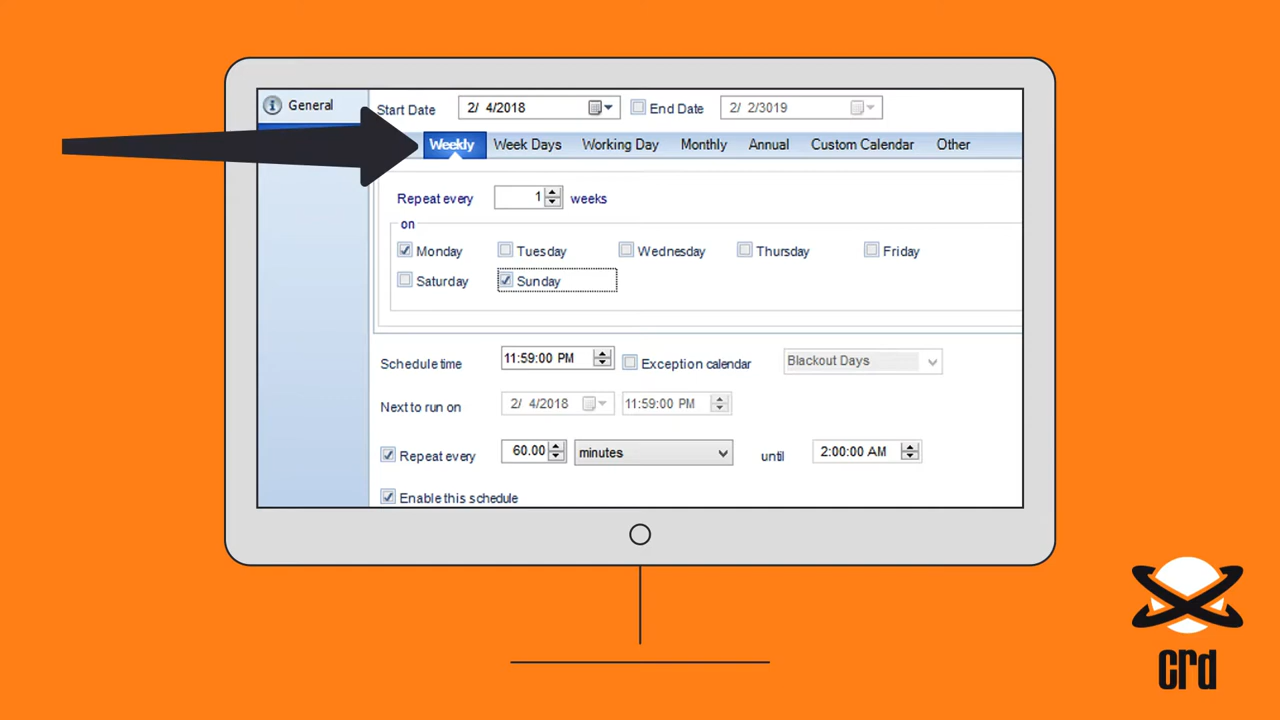 General
Start Date 2/ 4/2018 End Date 2/ 2/3019
Weekly Week Days Working Day Monthly Annual Custom Calendar Other
Repeat every 1 weeks
on
Monday Tuesday Wednesday Thursday Friday
Saturday Sunday
Schedule time 11:59:00 PM Exception calendar Blackout Days
Next to run on 2/ 4/2018 11:59:00 PM
Repeat every 60.00 minutes until 2:00:00 AM
Enable this schedule
crd